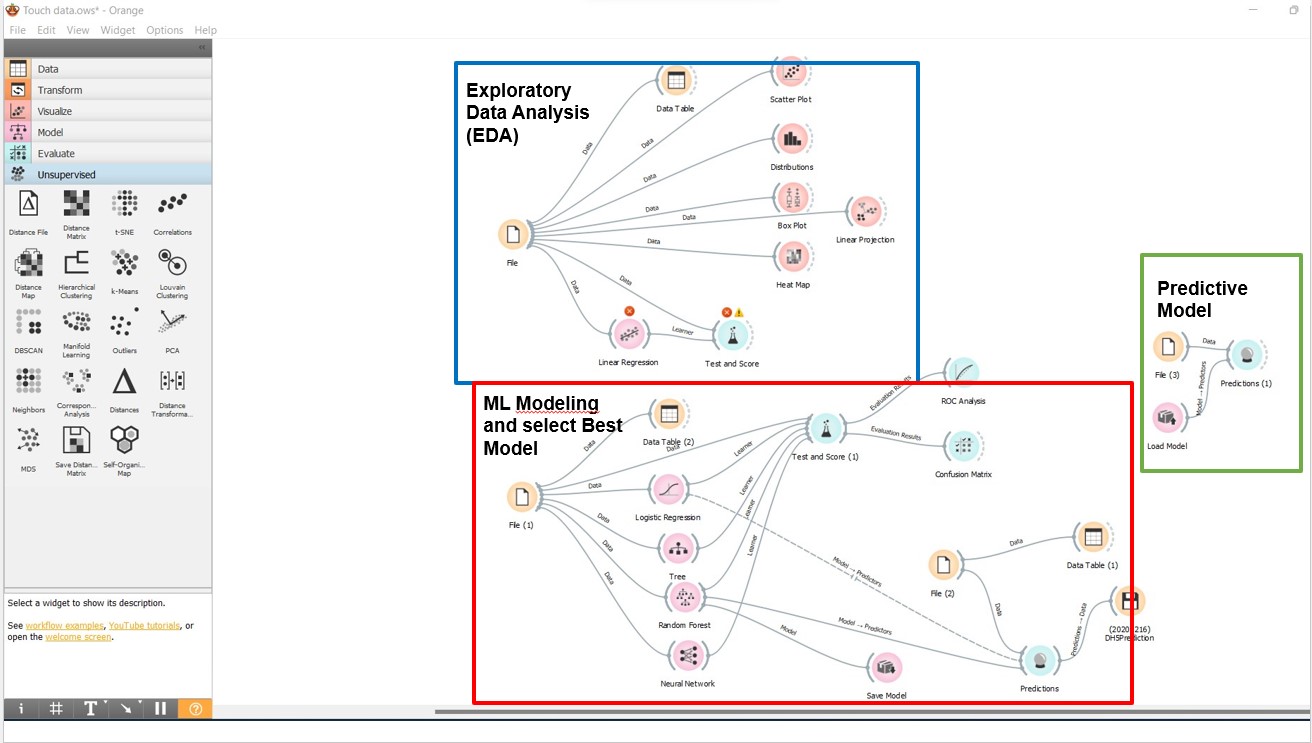 Touch data.ows* - Orange
File Edit View Widget Options Help
Data
Transform
Visualize
Model
Evaluate
Unsupervised
Distance File
Distance
Matrix
t-SNE
Correlations
Distance
Map
Hierarchical
Clustering
k-Means
Louvain
Clustering
DBSCAN
Manifold
Learning
Outliers
PCA
Neighbors
Correspon...
Analysis
Distances
Distance
Transforma...
MDS
Save Distan...
Matrix
Self-Organi...
Map
Select a widget to show its description.
See workflow examples, YouTube tutorials, or
open the welcome screen.
Exploratory
Data Analysis
(EDA)
Data Table
Scatter Plot
Distributions
Box Plot
Linear Projection
Heat Map
File
Data
Data
Data
Data
Data
Data
Data
Data
Learner
Linear Regression
Test and Score
ML Modeling
and select Best
Model
Data Table (2)
Data
Data
Data
Data
Data
Data
File (1)
Logistic Regression
Tree
Random Forest
Neural Network
Learner
Learner
Learner
Learner
Test and Score (1)
Evaluation Results
Evaluation Results
ROC Analysis
Confusion Matrix
Model → Predictors
Model → Predictors
Model
Save Model
File (2)
Data
Data
Data Table (1)
Predictions
Predictions → Data
DHSPrediction
Predictive
Model
File (3)
Data
Model → Predictors
Predictions (1)
Load Model